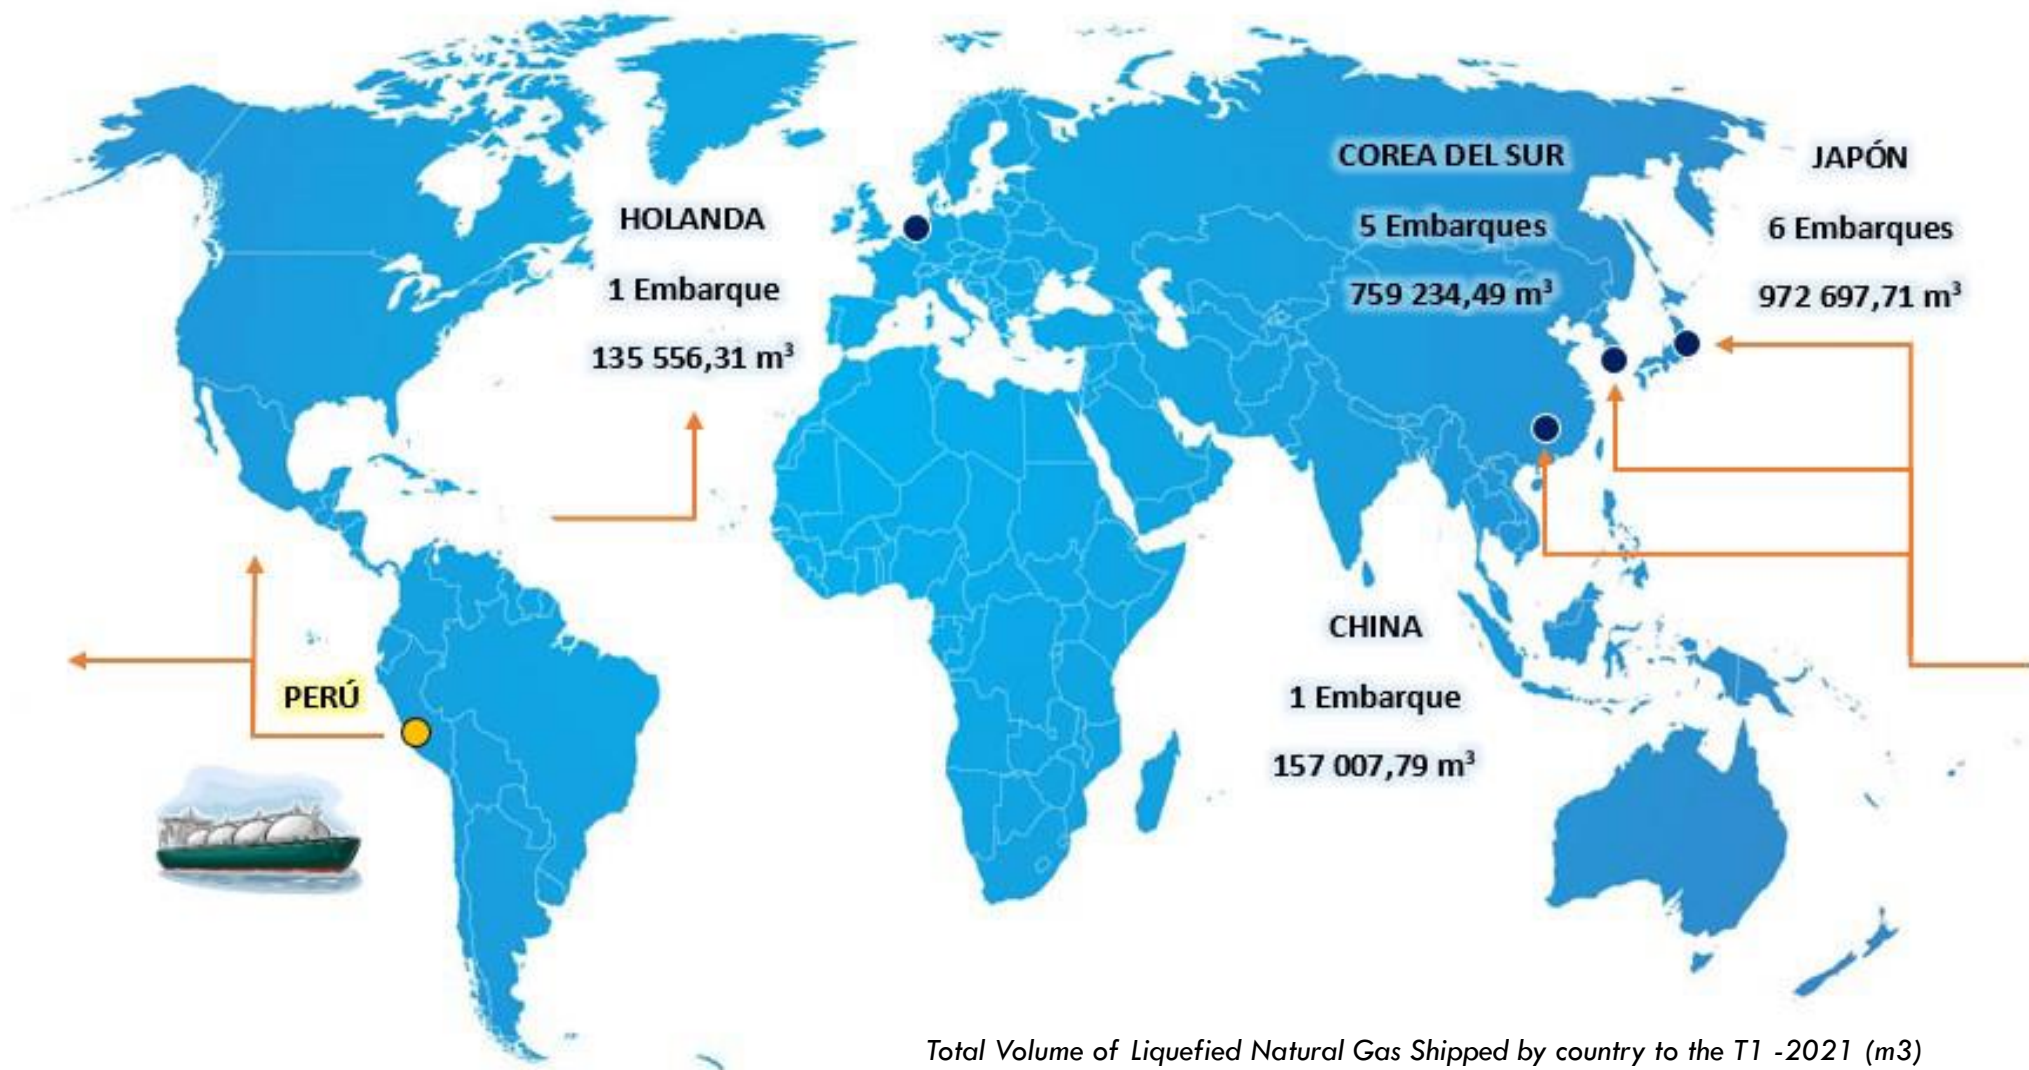 HOLANDA
1 Embarque
135 556,31 m³
COREA DEL SUR
5 Embarques
759 234,49 m³
JAPÓN
6 Embarques
972 697,71 m³
PERÚ
CHINA
1 Embarque
157 007,79 m³
Total Volume of Liquefied Natural Gas Shipped by country to the T1 -2021 (m3)